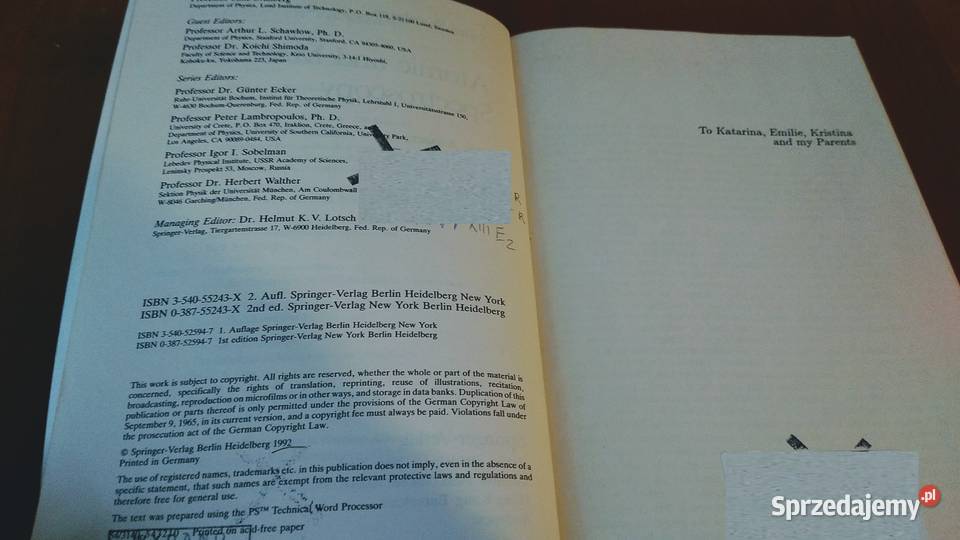 Department of Physics, Lund Institute of Technology, P.O. Box 118, S-22100 Lund, Sweden
Guest Editors:
Professor Arthur L. Schawlow, Ph. D.
Department of Physics, Stanford University, Stanford, CA 94305-4060, USA
Professor Dr. Koichi Shimoda
Faculty of Science and Technology, Keio University, 3-14-1 Hiyoshi,
Kohoku-ku, Yokohama 223, Japan
Series Editors:
Professor Dr. Günter Ecker
Ruhr-Universität Bochum, Institut für Theoretische Physik, Lehrstuhl I, Universitätsstrasse 150,
W-4630 Bochum-Querenburg, Fed. Rep. of Germany
Professor Peter Lambropoulos, Ph. D.
University of Crete, P.O. Box 470, Iraklion, Crete, Greece,
Department of Physics, University of Southern California, University Park,
Los Angeles, CA 90089-0484, USA
Professor Igor I. Sobelman
Lebedev Physical Institute, USSR Academy of Sciences,
Leninsky Prospekt 53, Moscow, Russia
Professor Dr. Herbert Walther
Sektion Physik der Universität München, Am Coulombwall
W-8046 Garching/München, Fed. Rep. of Germany
Managing Editor: Dr. Helmut K. V. Lotsch
Springer-Verlag, Tiergartenstrasse 17, W-6900 Heidelberg, Fed. Rep. of Germany
ISBN 3-540-55243-X 2. Aufl. Springer-Verlag Berlin Heidelberg New York
ISBN 0-387-55243-X 2nd ed. Springer-Verlag New York Berlin Heidelberg
ISBN 3-540-52594-7 1. Auflage Springer-Verlag Berlin Heidelberg New York
ISBN 0-387-52594-7 1st edition Springer-Verlag New York Berlin Heidelberg
This work is subject to copyright. All rights are reserved, whether the whole or part of the material is
concerned, specifically the rights of translation, reprinting, reuse of illustrations, recitation,
broadcasting, reproduction on microfilms or in other ways, and storage in data banks. Duplication of this
publication or parts thereof is only permitted under the provisions of the German Copyright Law of
September 9, 1965, in its current version, and a copyright fee must always be paid. Violations fall under
the prosecution act of the German Copyright Law.
© Springer-Verlag Berlin Heidelberg 1992
Printed in Germany
The use of registered names, trademarks etc. in this publication does not imply, even in the absence of a
specific statement, that such names are exempt from the relevant protective laws and regulations and
therefore free for general use.
The text was prepared using the PS™ Technical Word Processor
Printed on acid-free paper
To Katarina, Emilie, Kristina
and my Parents
Sprzedajemy.pl